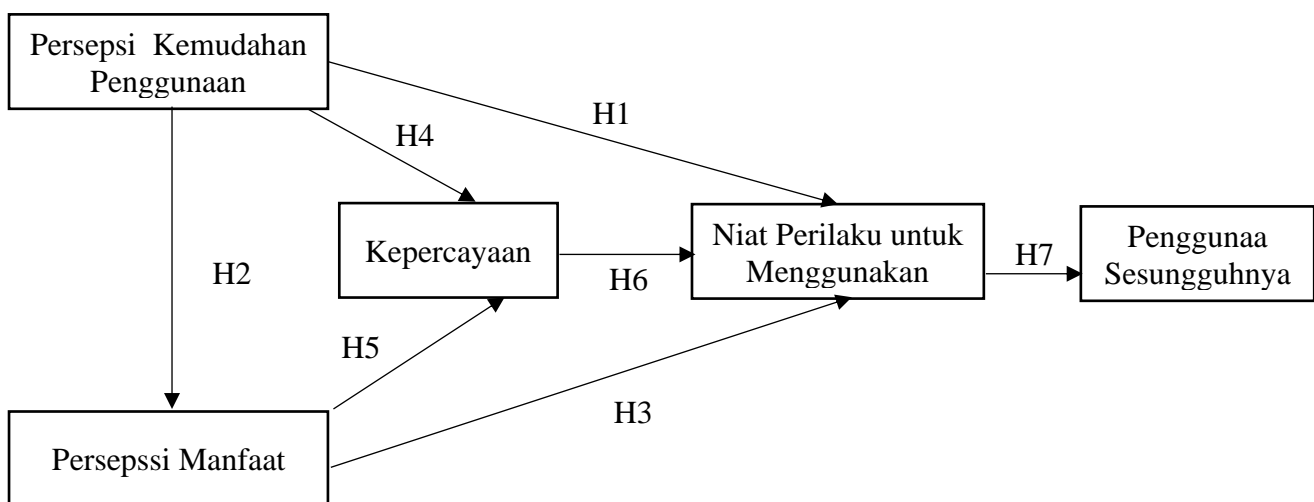 Persepsi Kemudahan
Penggunaan
H1
H4
Kepercayaan
Niat Perilaku untuk
Menggunakan
Penggunaa
Sesungguhnya
H2
H6
H7
H5
H3
Persepssi Manfaat